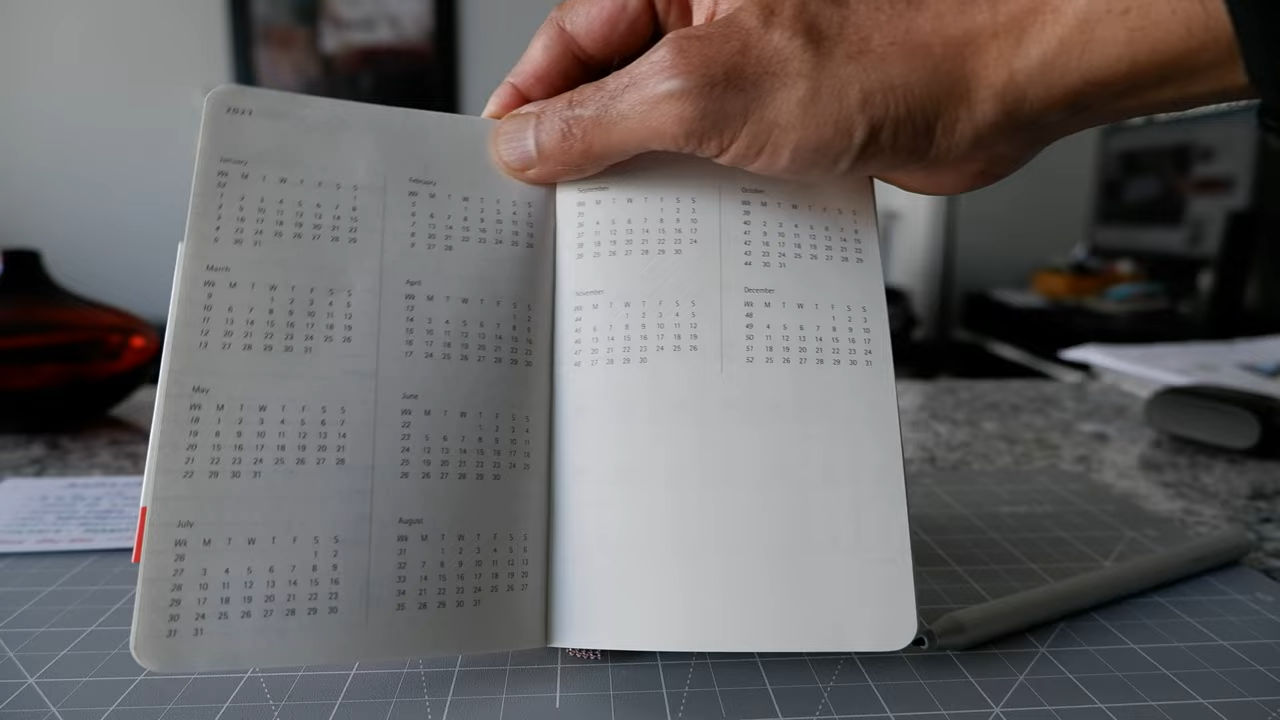 2023
January
Wk M T W T F S S
52 1
1 2 3 4 5 6 7 8
2 9 10 11 12 13 14 15
3 16 17 18 19 20 21 22
4 23 24 25 26 27 28 29
5 30 31
February
Wk M T W T F S S
5 1 2 3 4 5
6 6 7 8 9 10 11 12
7 13 14 15 16 17 18 19
8 20 21 22 23 24 25 26
9 27 28
March
Wk M T W T F S S
9 1 2 3 4 5
10 6 7 8 9 10 11 12
11 13 14 15 16 17 18 19
12 20 21 22 23 24 25 26
13 27 28 29 30 31
April
Wk M T W T F S S
13 1 2
14 3 4 5 6 7 8 9
15 10 11 12 13 14 15 16
16 17 18 19 20 21 22 23
17 24 25 26 27 28 29 30
May
Wk M T W T F S S
18 1 2 3 4 5 6 7
19 8 9 10 11 12 13 14
20 15 16 17 18 19 20 21
21 22 23 24 25 26 27 28
22 29 30 31
June
Wk M T W T F S S
22 1 2 3 4
23 5 6 7 8 9 10 11
24 12 13 14 15 16 17 18
25 19 20 21 22 23 24 25
26 26 27 28 29 30
July
Wk M T W T F S S
26 1 2
27 3 4 5 6 7 8 9
28 10 11 12 13 14 15 16
29 17 18 19 20 21 22 23
30 24 25 26 27 28 29 30
31 31
August
Wk M T W T F S S
31 1 2 3 4 5 6
32 7 8 9 10 11 12 13
33 14 15 16 17 18 19 20
34 21 22 23 24 25 26 27
35 28 29 30 31
September
Wk M T W T F S S
35 1 2 3
36 4 5 6 7 8 9 10
37 11 12 13 14 15 16 17
38 18 19 20 21 22 23 24
39 25 26 27 28 29 30
October
Wk M T W T F S S
39 1
40 2 3 4 5 6 7 8
41 9 10 11 12 13 14 15
42 16 17 18 19 20 21 22
43 23 24 25 26 27 28 29
44 30 31
November
Wk M T W T F S S
44 1 2 3 4 5
45 6 7 8 9 10 11 12
46 13 14 15 16 17 18 19
47 20 21 22 23 24 25 26
48 27 28 29 30
December
Wk M T W T F S S
48 1 2 3
49 4 5 6 7 8 9 10
50 11 12 13 14 15 16 17
51 18 19 20 21 22 23 24
52 25 26 27 28 29 30 31